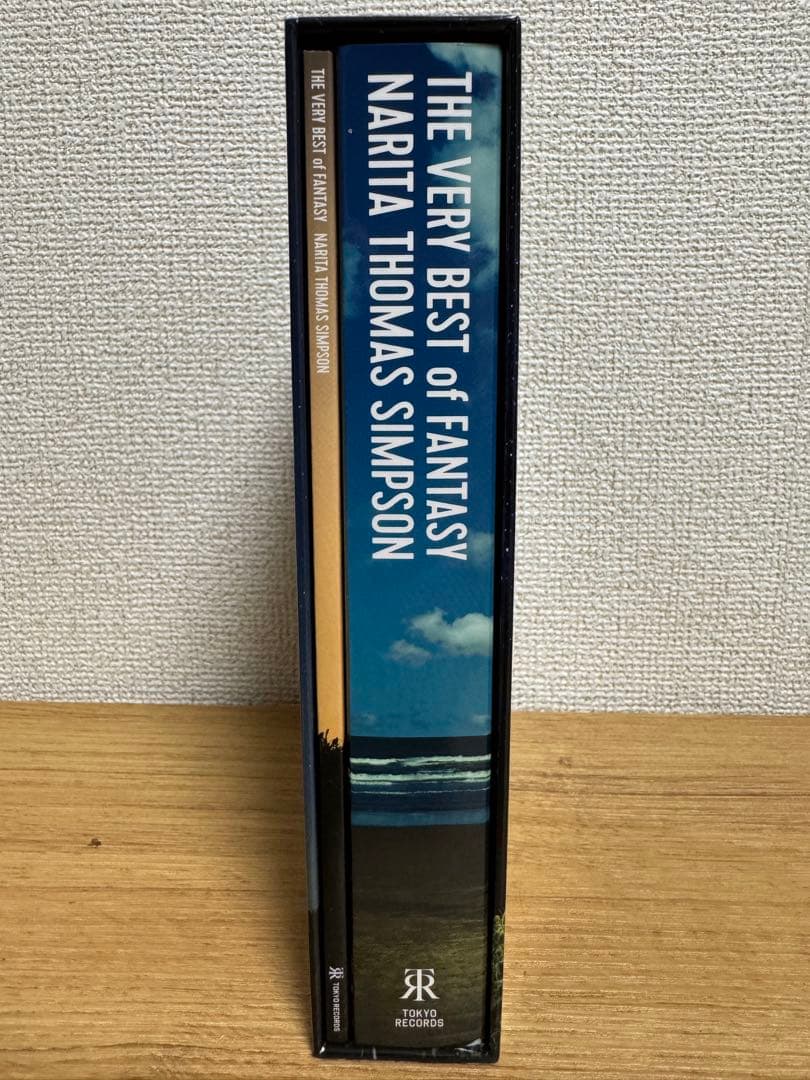 THE VERY BEST of FANTASY NARITA THOMAS SIMPSON
TOKYO RECORDS
THE VERY BEST of FANTASY
NARITA THOMAS SIMPSON
TR
TOKYO
RECORDS